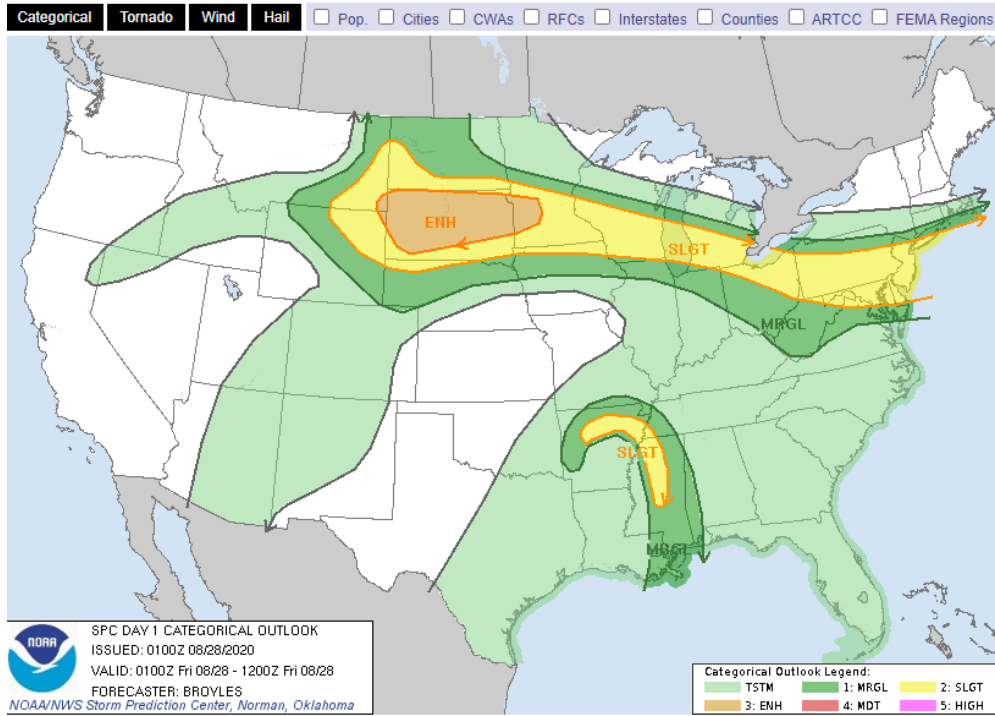 Categorical Tornado Wind Hail Pop. Cities CWAs RFCs Interstates Counties ARTCC FEMA Regions
ENH
SLGT
MRGL
SLGT
MRGL
NOAA
SPC DAY 1 CATEGORICAL OUTLOOK
ISSUED: 0100Z 08/28/2020
VALID: 0100Z Fri 08/28 - 1200Z Fri 08/28
FORECASTER: BROYLES
NOAA/NWS Storm Prediction Center, Norman, Oklahoma
Categorical Outlook Legend:
TSTM 1: MRGL 2: SLGT
3: ENH 4: MDT 5: HIGH